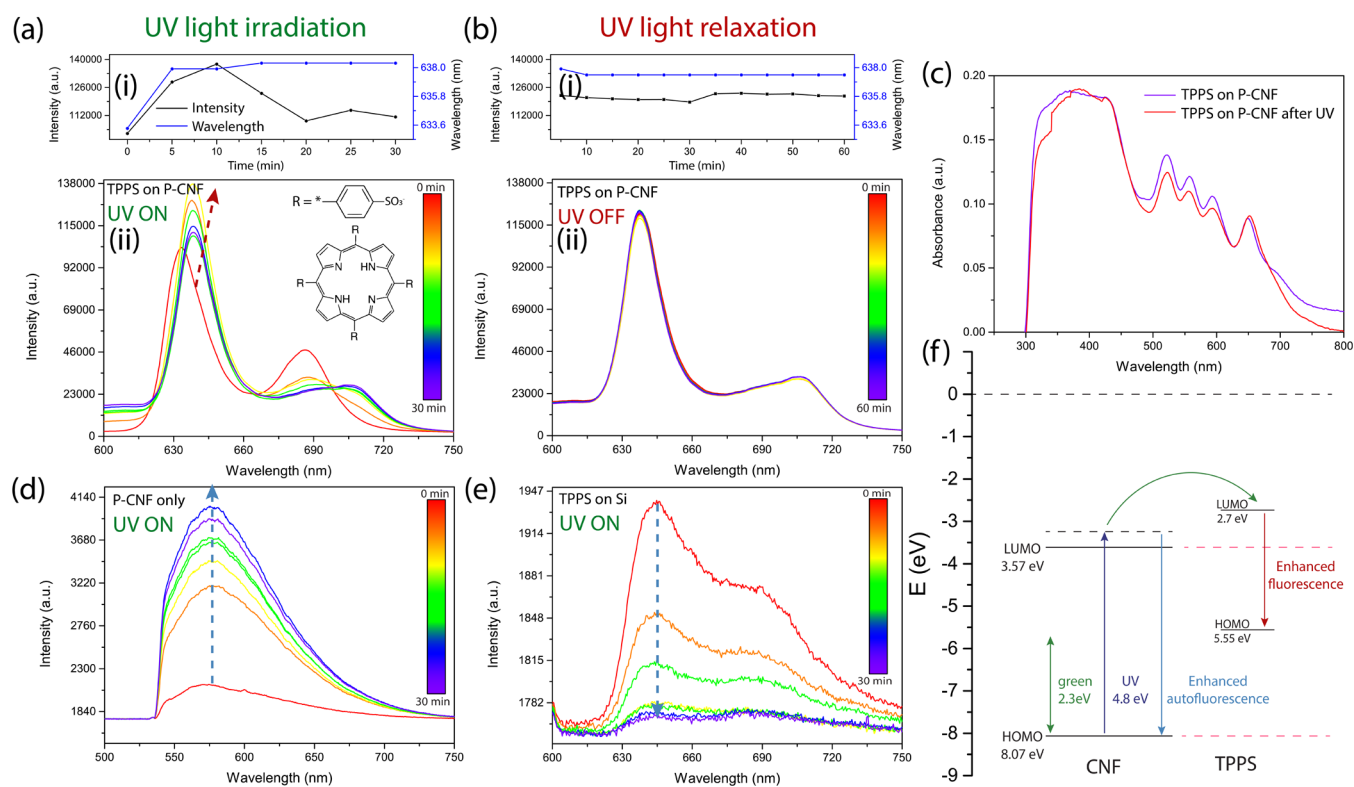 (a)
UV light irradiation
(i)
Intensity (a.u.)
140000
126000
112000
Intensity
Wavelength
638.0
635.8
633.6
Wavelength (nm)
0 5 10 15 20 25 30
Time (min)
TPPS on P-CNF
UV ON
(ii)
Intensity (a.u.)
138000
115000
92000
69000
46000
23000
0
R = *
SO₃⁻
R
N HN
R R
NH N
R
0 min
30 min
600 630 660 690 720 750
Wavelength (nm)
(b)
UV light relaxation
(i)
Intensity (a.u.)
140000
126000
112000
638.0
635.8
633.6
Wavelength (nm)
10 20 30 40 50 60
Time (min)
TPPS on P-CNF
UV OFF
(ii)
Intensity (a.u.)
138000
115000
92000
69000
46000
23000
0
0 min
60 min
600 630 660 690 720 750
Wavelength (nm)
(c)
0.20
0.15
0.10
0.05
0.00
Absorbance (a.u.)
TPPS on P-CNF
TPPS on P-CNF after UV
300 400 500 600 700 800
Wavelength (nm)
(d)
P-CNF only
UV ON
Intensity (a.u.)
4140
3680
3220
2760
2300
1840
0 min
30 min
500 550 600 650 700 750
Wavelength (nm)
(e)
TPPS on Si
UV ON
Intensity (a.u.)
1947
1914
1881
1848
1815
1782
0 min
30 min
600 630 660 690 720 750
Wavelength (nm)
(f)
E (eV)
0
-1
-2
-3
-4
-5
-6
-7
-8
-9
LUMO
3.57 eV
LUMO
2.7 eV
Enhanced
fluorescence
HOMO
5.55 eV
green
2.3eV
UV
4.8 eV
Enhanced
autofluorescence
HOMO
8.07 eV
CNF
TPPS